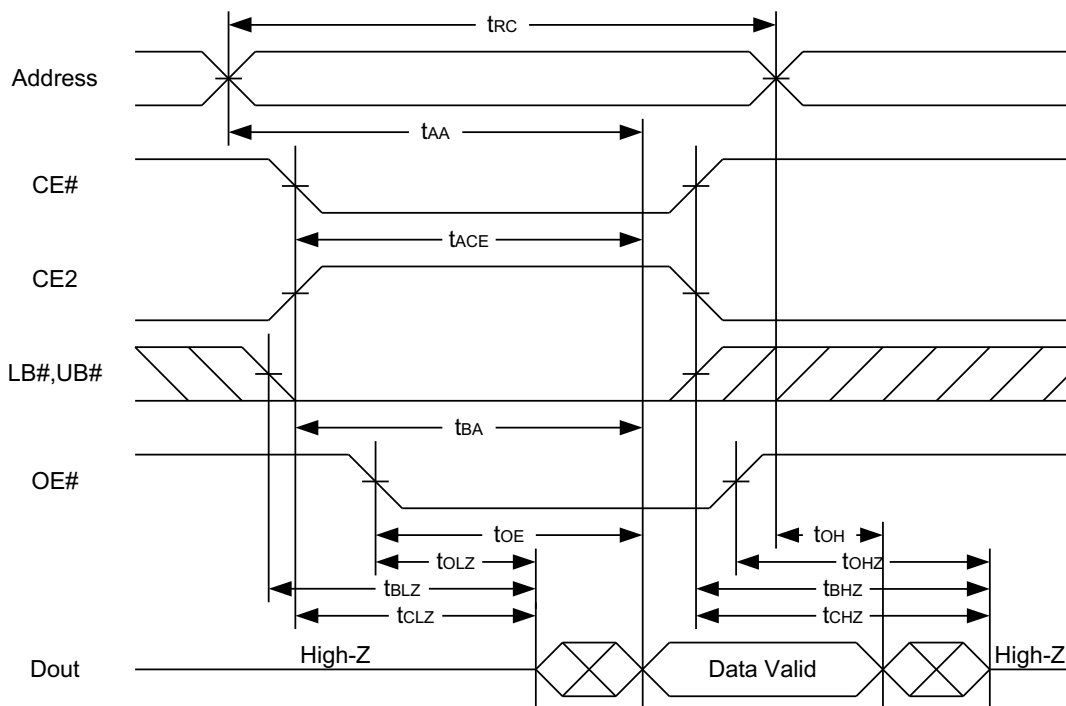 tRC
Address
tAA
CE#
tACE
CE2
LB#,UB#
tBA
OE#
tOE
tOH
tOLZ
tOHZ
tBLZ
tBHZ
tCLZ
tCHZ
Dout
High-Z
Data Valid
High-Z